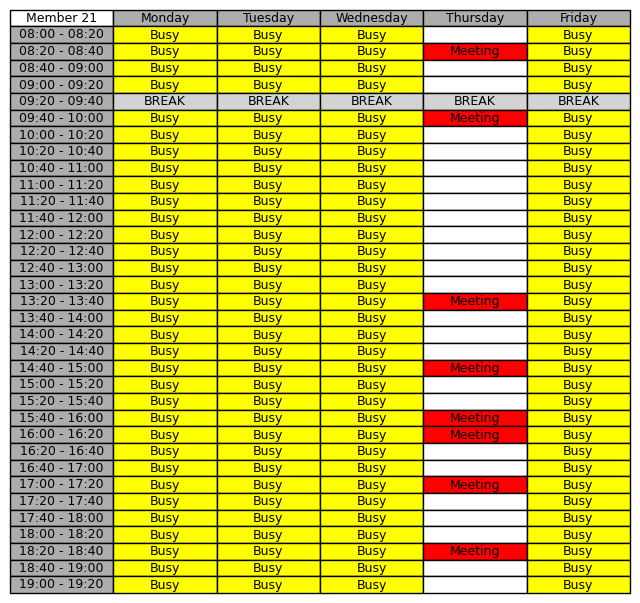 Member 21 Monday Tuesday Wednesday Thursday Friday
08:00 - 08:20 Busy Busy Busy Busy
08:20 - 08:40 Busy Busy Busy Meeting Busy
08:40 - 09:00 Busy Busy Busy Busy
09:00 - 09:20 Busy Busy Busy Busy
09:20 - 09:40 BREAK BREAK BREAK BREAK BREAK
09:40 - 10:00 Busy Busy Busy Meeting Busy
10:00 - 10:20 Busy Busy Busy Busy
10:20 - 10:40 Busy Busy Busy Busy
10:40 - 11:00 Busy Busy Busy Busy
11:00 - 11:20 Busy Busy Busy Busy
11:20 - 11:40 Busy Busy Busy Busy
11:40 - 12:00 Busy Busy Busy Busy
12:00 - 12:20 Busy Busy Busy Busy
12:20 - 12:40 Busy Busy Busy Busy
12:40 - 13:00 Busy Busy Busy Busy
13:00 - 13:20 Busy Busy Busy Busy
13:20 - 13:40 Busy Busy Busy Meeting Busy
13:40 - 14:00 Busy Busy Busy Busy
14:00 - 14:20 Busy Busy Busy Busy
14:20 - 14:40 Busy Busy Busy Busy
14:40 - 15:00 Busy Busy Busy Meeting Busy
15:00 - 15:20 Busy Busy Busy Busy
15:20 - 15:40 Busy Busy Busy Busy
15:40 - 16:00 Busy Busy Busy Meeting Busy
16:00 - 16:20 Busy Busy Busy Meeting Busy
16:20 - 16:40 Busy Busy Busy Busy
16:40 - 17:00 Busy Busy Busy Busy
17:00 - 17:20 Busy Busy Busy Meeting Busy
17:20 - 17:40 Busy Busy Busy Busy
17:40 - 18:00 Busy Busy Busy Busy
18:00 - 18:20 Busy Busy Busy Busy
18:20 - 18:40 Busy Busy Busy Meeting Busy
18:40 - 19:00 Busy Busy Busy Busy
19:00 - 19:20 Busy Busy Busy Busy